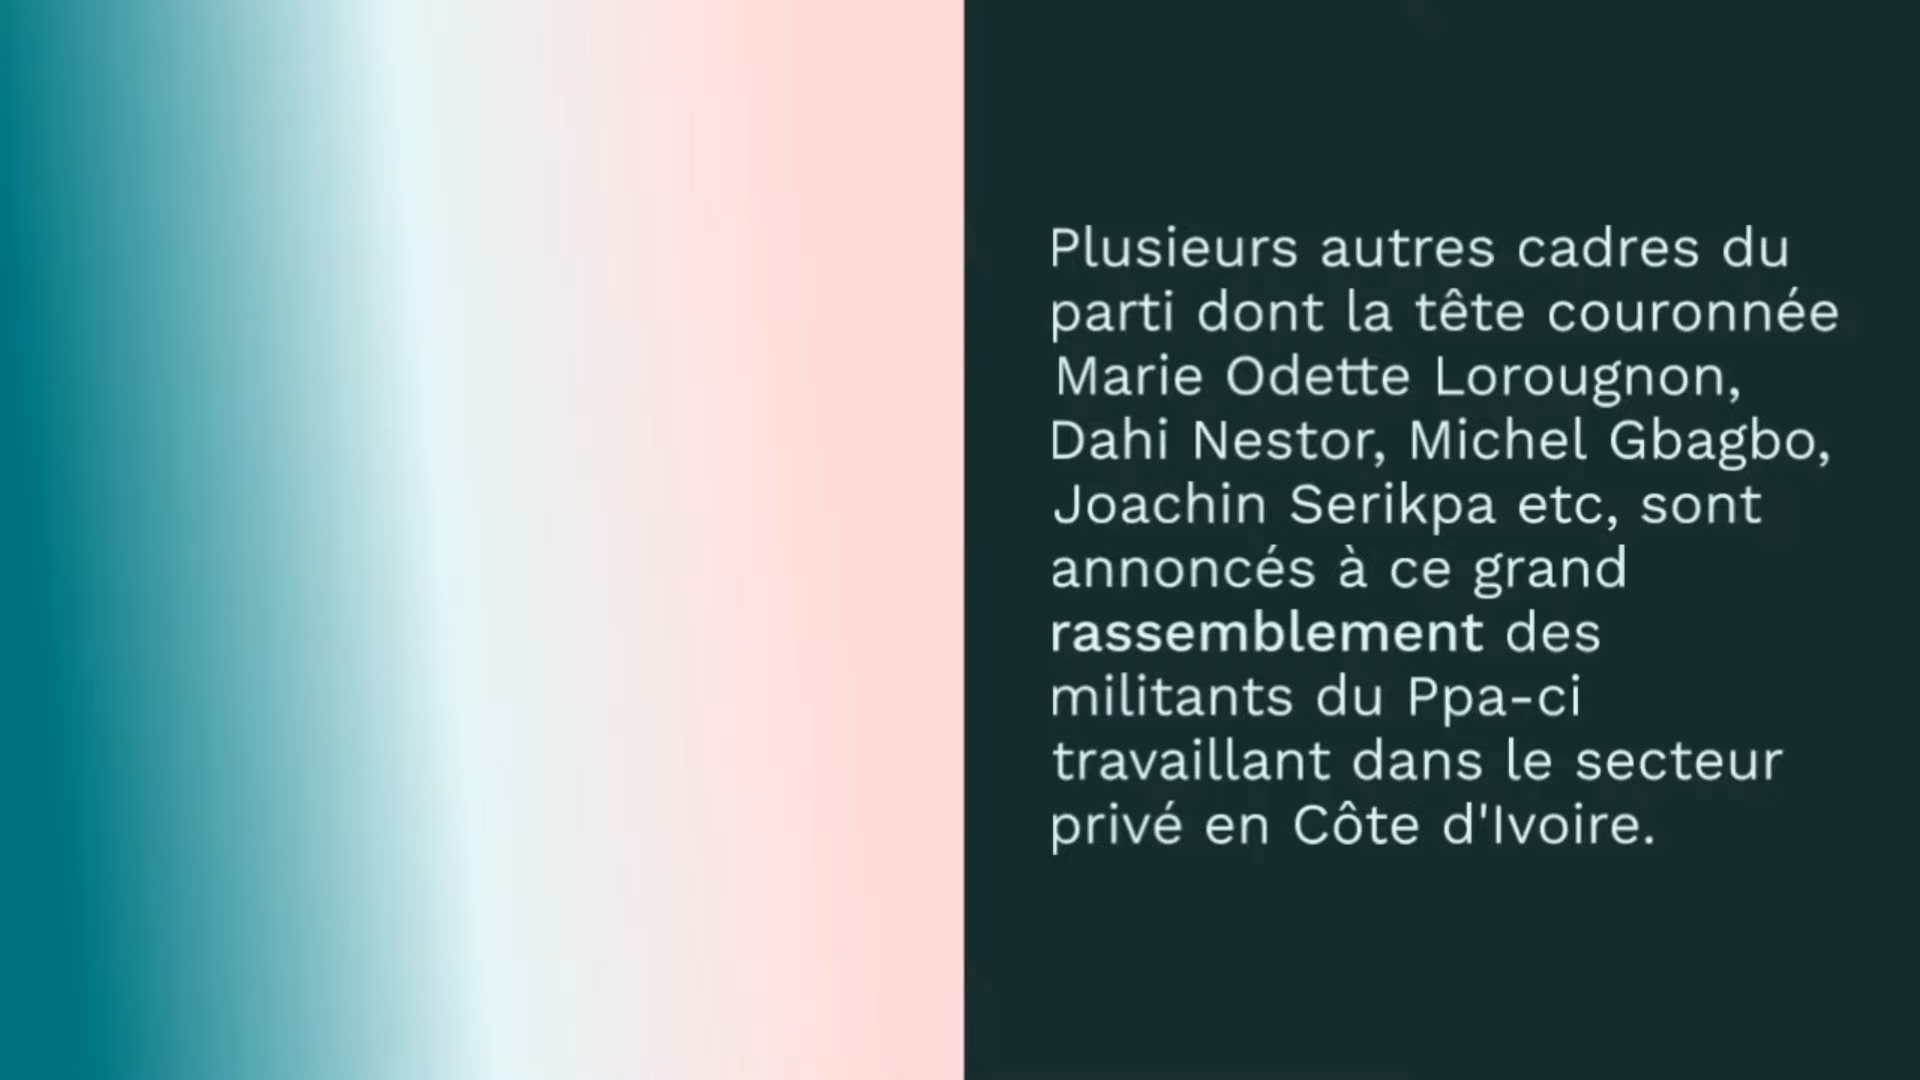 Plusieurs autres cadres du
parti dont la tête couronnée
Marie Odette Lorougnon,
Dahi Nestor, Michel Gbagbo,
Joachin Serikpa etc, sont
annoncés à ce grand
rassemblement des
militants du Ppa-ci
travaillant dans le secteur
privé en Côte d'Ivoire.